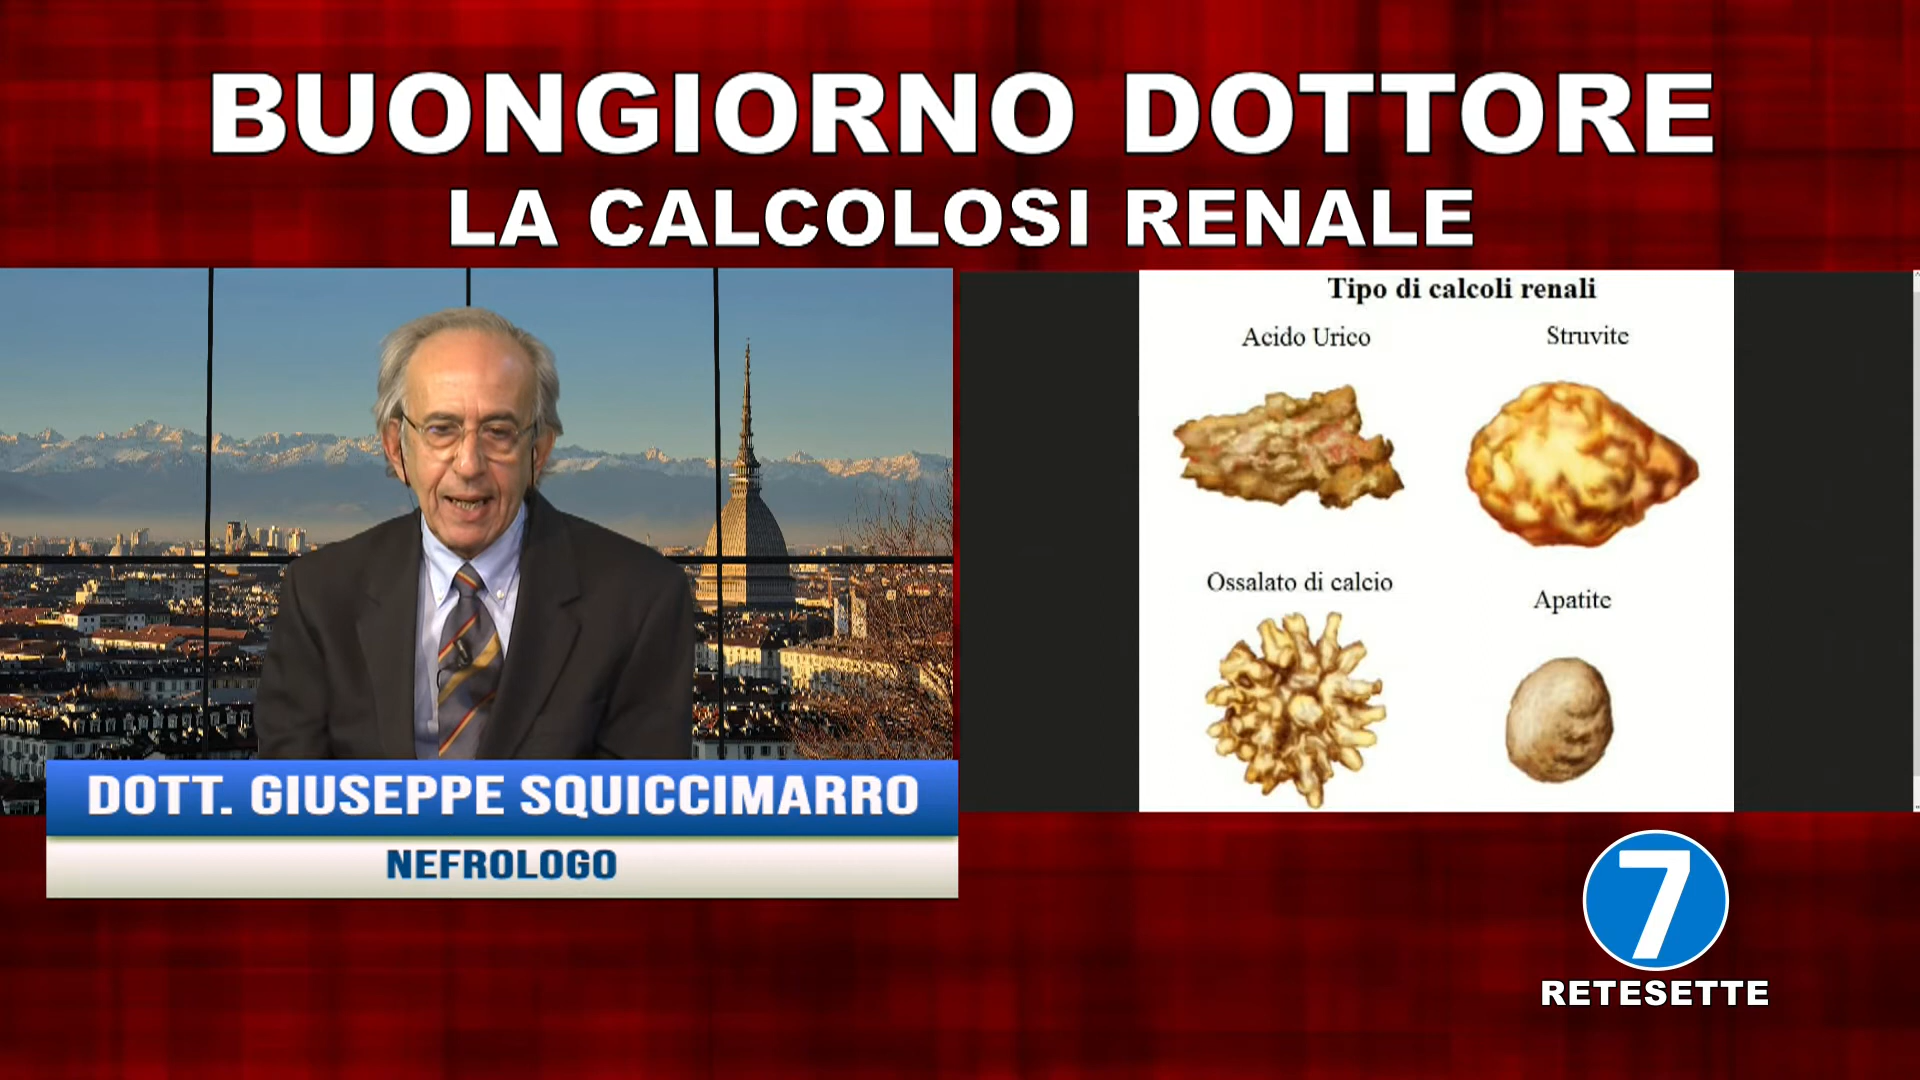 BUONGIORNO DOTTORE
LA CALCOLOSI RENALE
Tipo di calcoli renali
Acido Urico
Struvite
Ossalato di calcio
Apatite
DOTT. GIUSEPPE SQUICCIMARRO
NEFROLOGO
7
RETESETTE